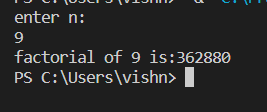 enter n:
9
factorial of 9 is:362880
PS C:\Users\vishn>